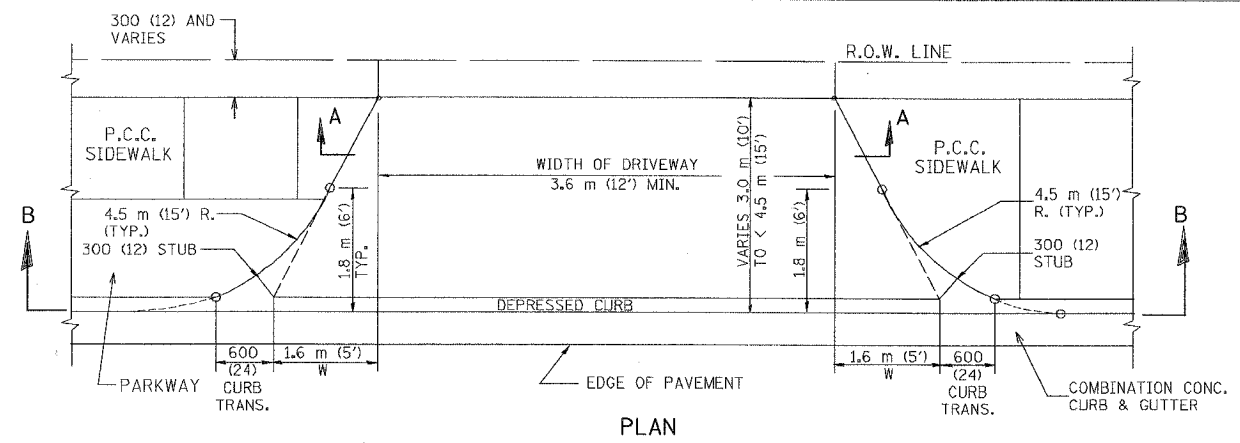 300 (12) AND
VARIES
R.O.W. LINE
A
A
P.C.C.
SIDEWALK
P.C.C.
SIDEWALK
WIDTH OF DRIVEWAY
3.6 m (12') MIN.
VARIES 3.0 m (10')
TO < 4.5 m (15')
B
B
4.5 m (15') R.
(TYP.)
300 (12) STUB
1.8 m (6')
TYP.
1.8 m (6')
4.5 m (15')
R. (TYP.)
300 (12)
STUB
DEPRESSED CURB
600
(24)
CURB
TRANS.
1.6 m (5')
W
1.6 m (5')
W
600
(24)
CURB
TRANS.
PARKWAY
EDGE OF PAVEMENT
COMBINATION CONC.
CURB & GUTTER
PLAN